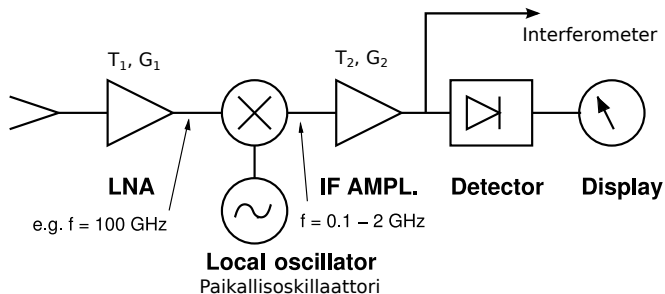 T₁, G₁
T₂, G₂
Interferometer
LNA
IF AMPL.
Detector
Display
e.g. f = 100 GHz
f = 0.1 – 2 GHz
Local oscillator
Paikallisoskillaattori